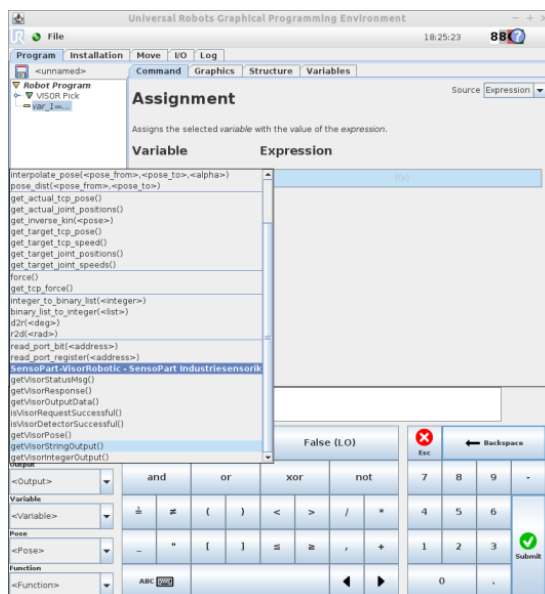 Universal Robots Graphical Programming Environment
File
18:25:23
Program Installation Move I/O Log
<unnamed>
Command Graphics Structure Variables
Robot Program
VISOR Pick
var_1=...
Assignment
Source Expression
Assigns the selected variable with the value of the expression.
Variable Expression
f(x)
interpolate_pose(<pose_from>,<pose_to>,<alpha>)
pose_dist(<pose_from>,<pose_to>)
get_actual_tcp_pose()
get_actual_joint_positions()
get_inverse_kin(<pose>)
get_target_tcp_pose()
get_target_tcp_speed()
get_target_joint_positions()
get_target_joint_speeds()
force()
get_tcp_force()
integer_to_binary_list(<integer>)
binary_list_to_integer(<list>)
d2r(<deg>)
r2d(<rad>)
read_port_bit(<address>)
read_port_register(<address>)
SensoPart-VisorRobotic - SensoPart Industriesensorik
getVisorStatusMsg()
getVisorResponse()
getVisorOutputData()
isVisorRequestSuccessful()
isVisorDetectorSuccessful()
getVisorPose()
getVisorStringOutput()
getVisorIntegerOutput()
False (LO)
Esc
Backspace
Output
<Output>
and or xor not
7 8 9 -
Variable
<Variable>
≟ ≠ ( ) < > / *
4 5 6
Pose
<Pose>
_ " [ ] ≤ ≥ , +
1 2 3
Submit
Function
<Function>
ABC
0 .